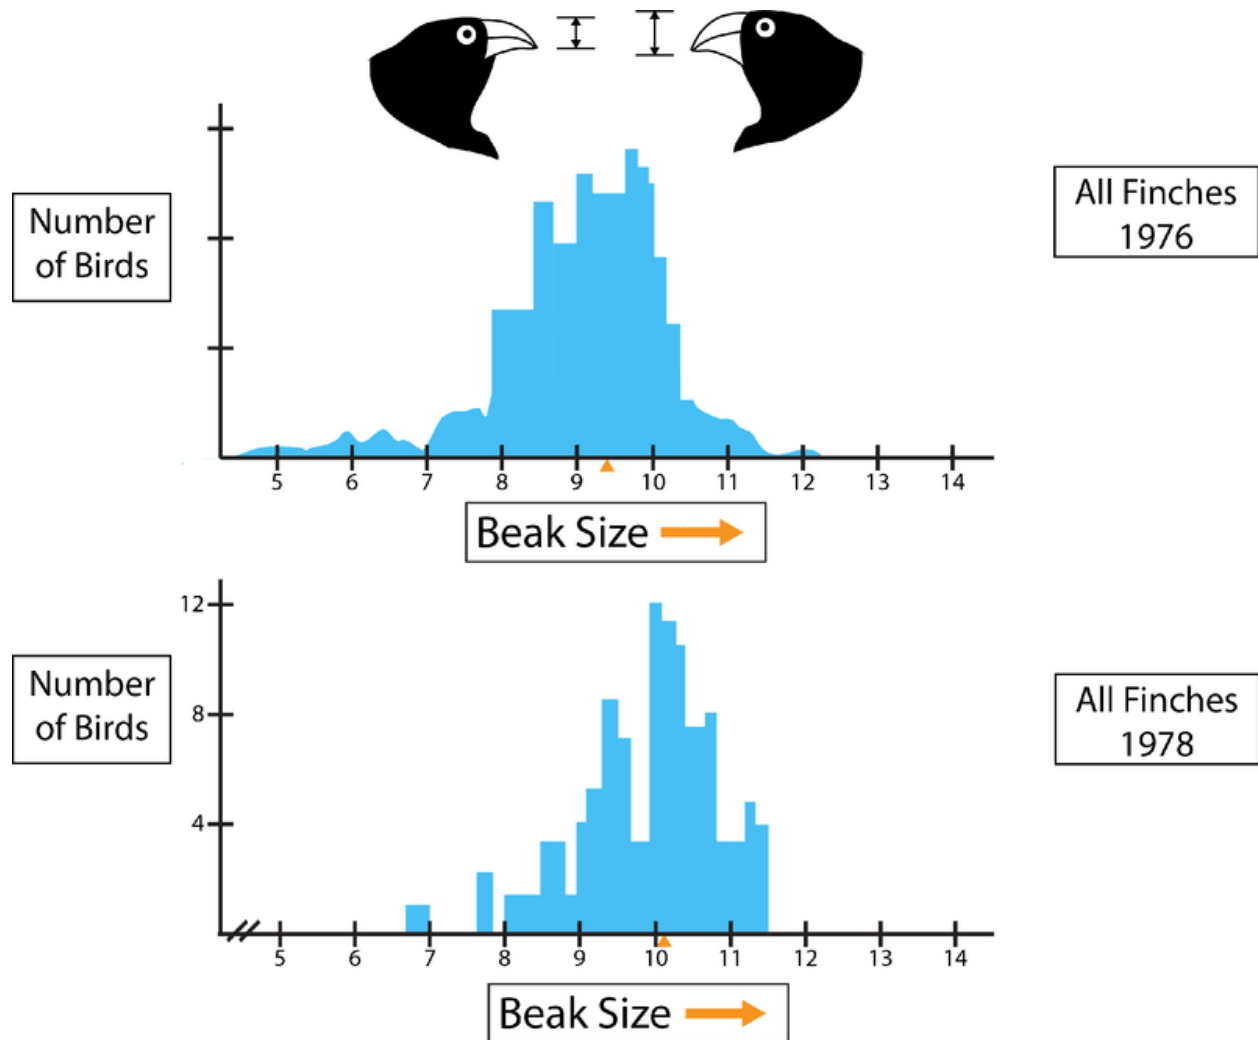 Number
of Birds
All Finches
1976
5 6 7 8 9 10 11 12 13 14
Beak Size
12
8
4
Number
of Birds
All Finches
1978
5 6 7 8 9 10 11 12 13 14
Beak Size